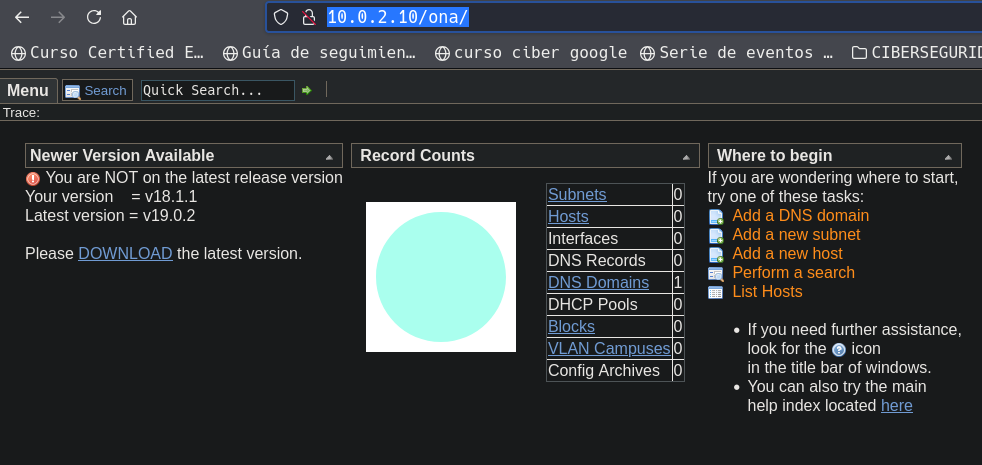 10.0.2.10/ona/
Curso Certified E… Guía de seguimien… curso ciber google Serie de eventos … CIBERSEGURID
Menu Search Quick Search...
Trace:
Newer Version Available
You are NOT on the latest release version
Your version = v18.1.1
Latest version = v19.0.2
Please DOWNLOAD the latest version.
Record Counts
Subnets 0
Hosts 0
Interfaces 0
DNS Records 0
DNS Domains 1
DHCP Pools 0
Blocks 0
VLAN Campuses 0
Config Archives 0
Where to begin
If you are wondering where to start,
try one of these tasks:
Add a DNS domain
Add a new subnet
Add a new host
Perform a search
List Hosts
• If you need further assistance,
look for the ? icon
in the title bar of windows.
• You can also try the main
help index located here